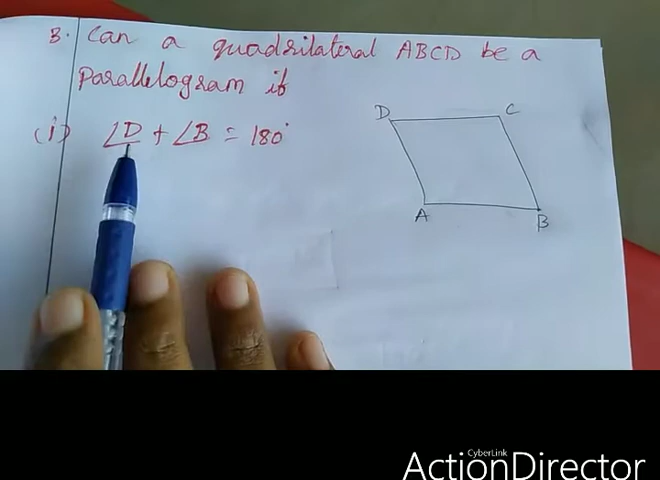 3. Can a quadrilateral ABCD be a
parallelogram if
(i) ∠D + ∠B = 180°
D
C
A
B
CyberLink
ActionDirector